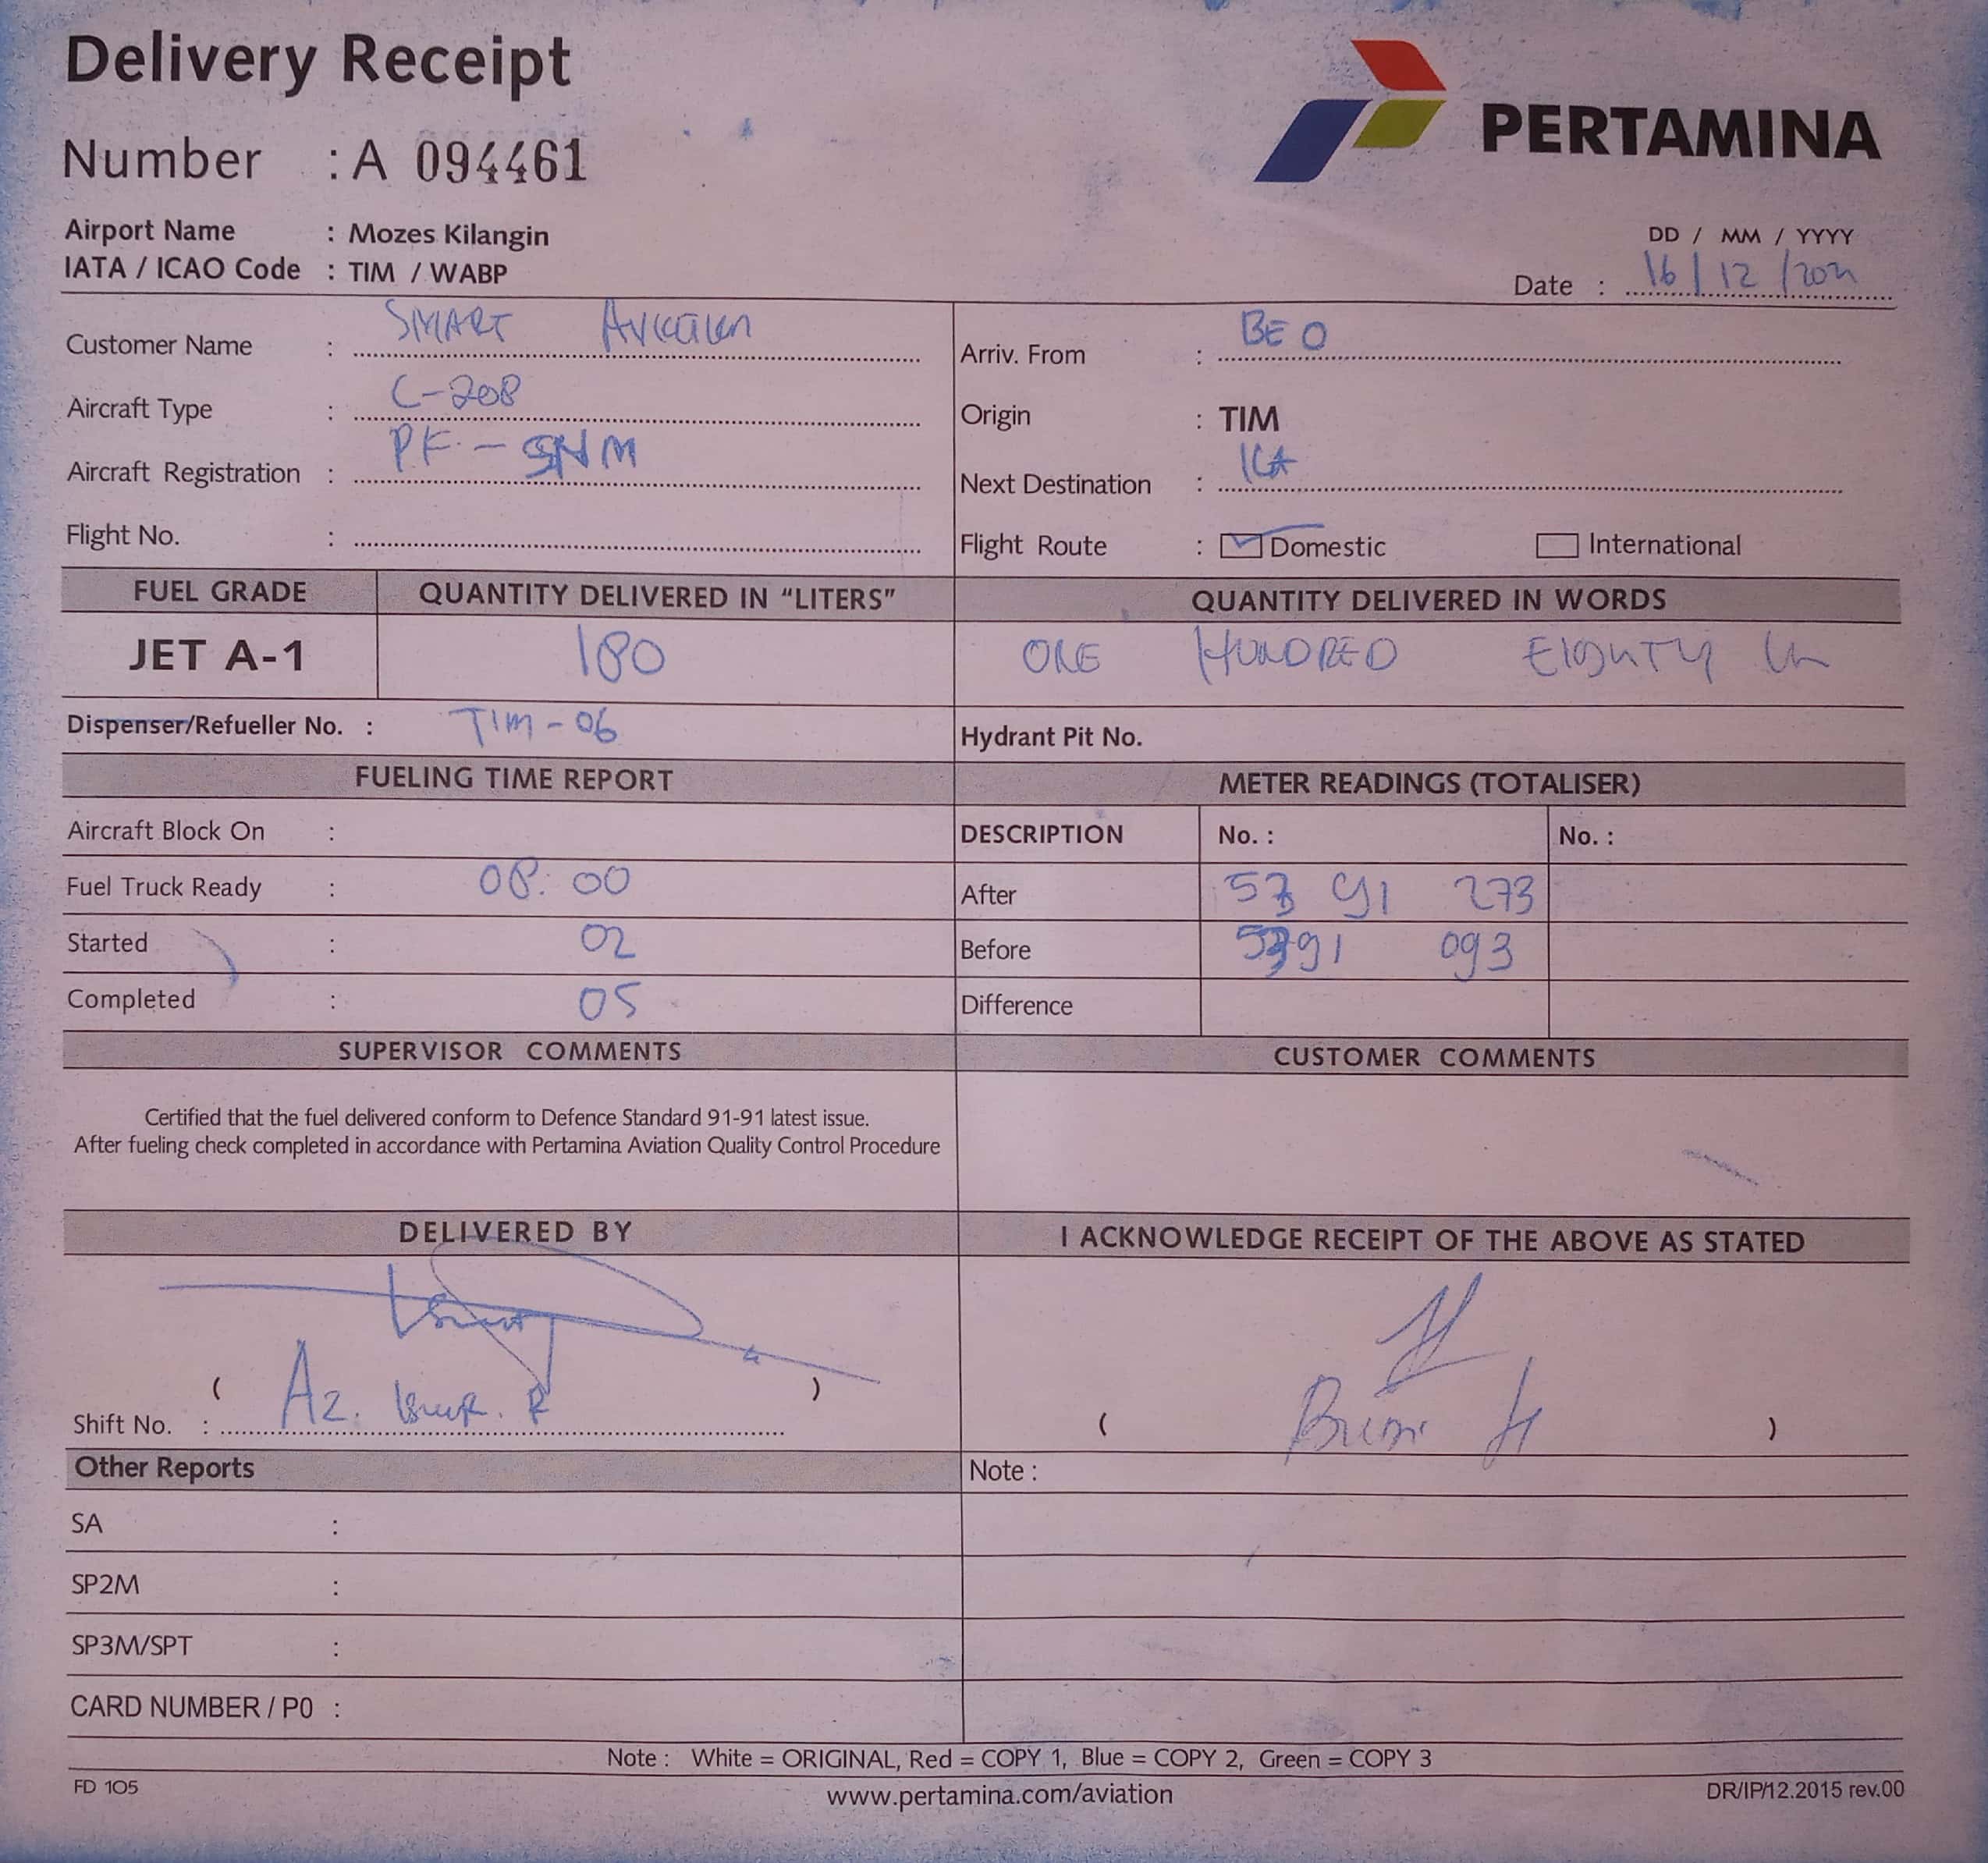 Delivery Receipt
PERTAMINA
Number : A 094461
Airport Name : Mozes Kilangin
IATA / ICAO Code : TIM / WABP
DD / MM / YYYY
Date : 16 / 12 /
Customer Name : SMART Aviation
Arriv. From : BEO
Aircraft Type : C-208
Origin : TIM
Aircraft Registration : PK - SNM
Next Destination :
Flight No. :
Flight Route : Domestic International
FUEL GRADE QUANTITY DELIVERED IN “LITERS” QUANTITY DELIVERED IN WORDS
JET A-1 180 ONE HUNDRED EIGHTY
Dispenser/Refueller No. : TIM - 06
Hydrant Pit No.
FUELING TIME REPORT METER READINGS (TOTALISER)
Aircraft Block On :
DESCRIPTION No. : No. :
Fuel Truck Ready : 08:00
After 91 273
Started : 02
Before 91 093
Completed : 05
Difference
SUPERVISOR COMMENTS CUSTOMER COMMENTS
Certified that the fuel delivered conform to Defence Standard 91-91 latest issue.
After fueling check completed in accordance with Pertamina Aviation Quality Control Procedure
DELIVERED BY I ACKNOWLEDGE RECEIPT OF THE ABOVE AS STATED
( )
Shift No. : Az. R
( )
Other Reports Note :
SA :
SP2M :
SP3M/SPT :
CARD NUMBER / P0 :
Note : White = ORIGINAL, Red = COPY 1, Blue = COPY 2, Green = COPY 3
FD 105 www.pertamina.com/aviation DR/IP/12.2015 rev.00